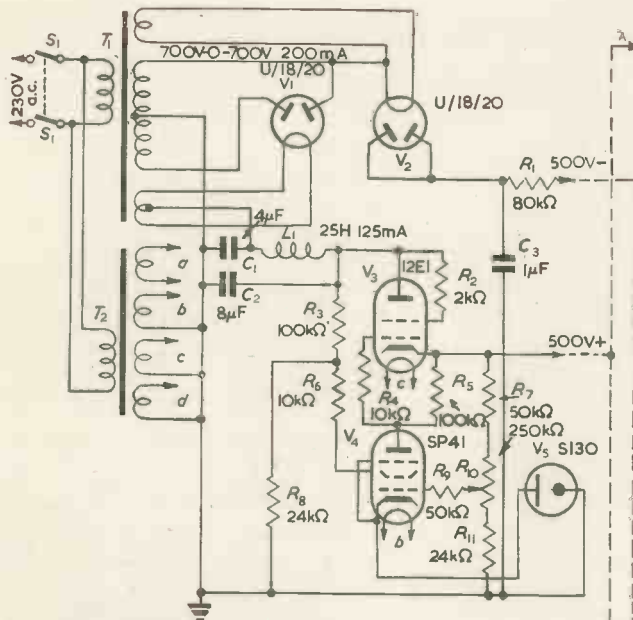 S1
T1
700V-0-700V 200mA
U/18/20
V1
U/18/20
V2
230V
a.c.
S1
R1
500V-
80kΩ
4μF
L1
25H 125mA
C1
C2
8μF
C3
1μF
V3
12E1
R2
2kΩ
a
b
c
d
T2
R3
100kΩ
500V+
R6
10kΩ
c
R4
10kΩ
R5
100kΩ
R7
50kΩ
250kΩ
V4
SP41
V5 S130
R9
R10
50kΩ
R8
24kΩ
b
R11
24kΩ
A